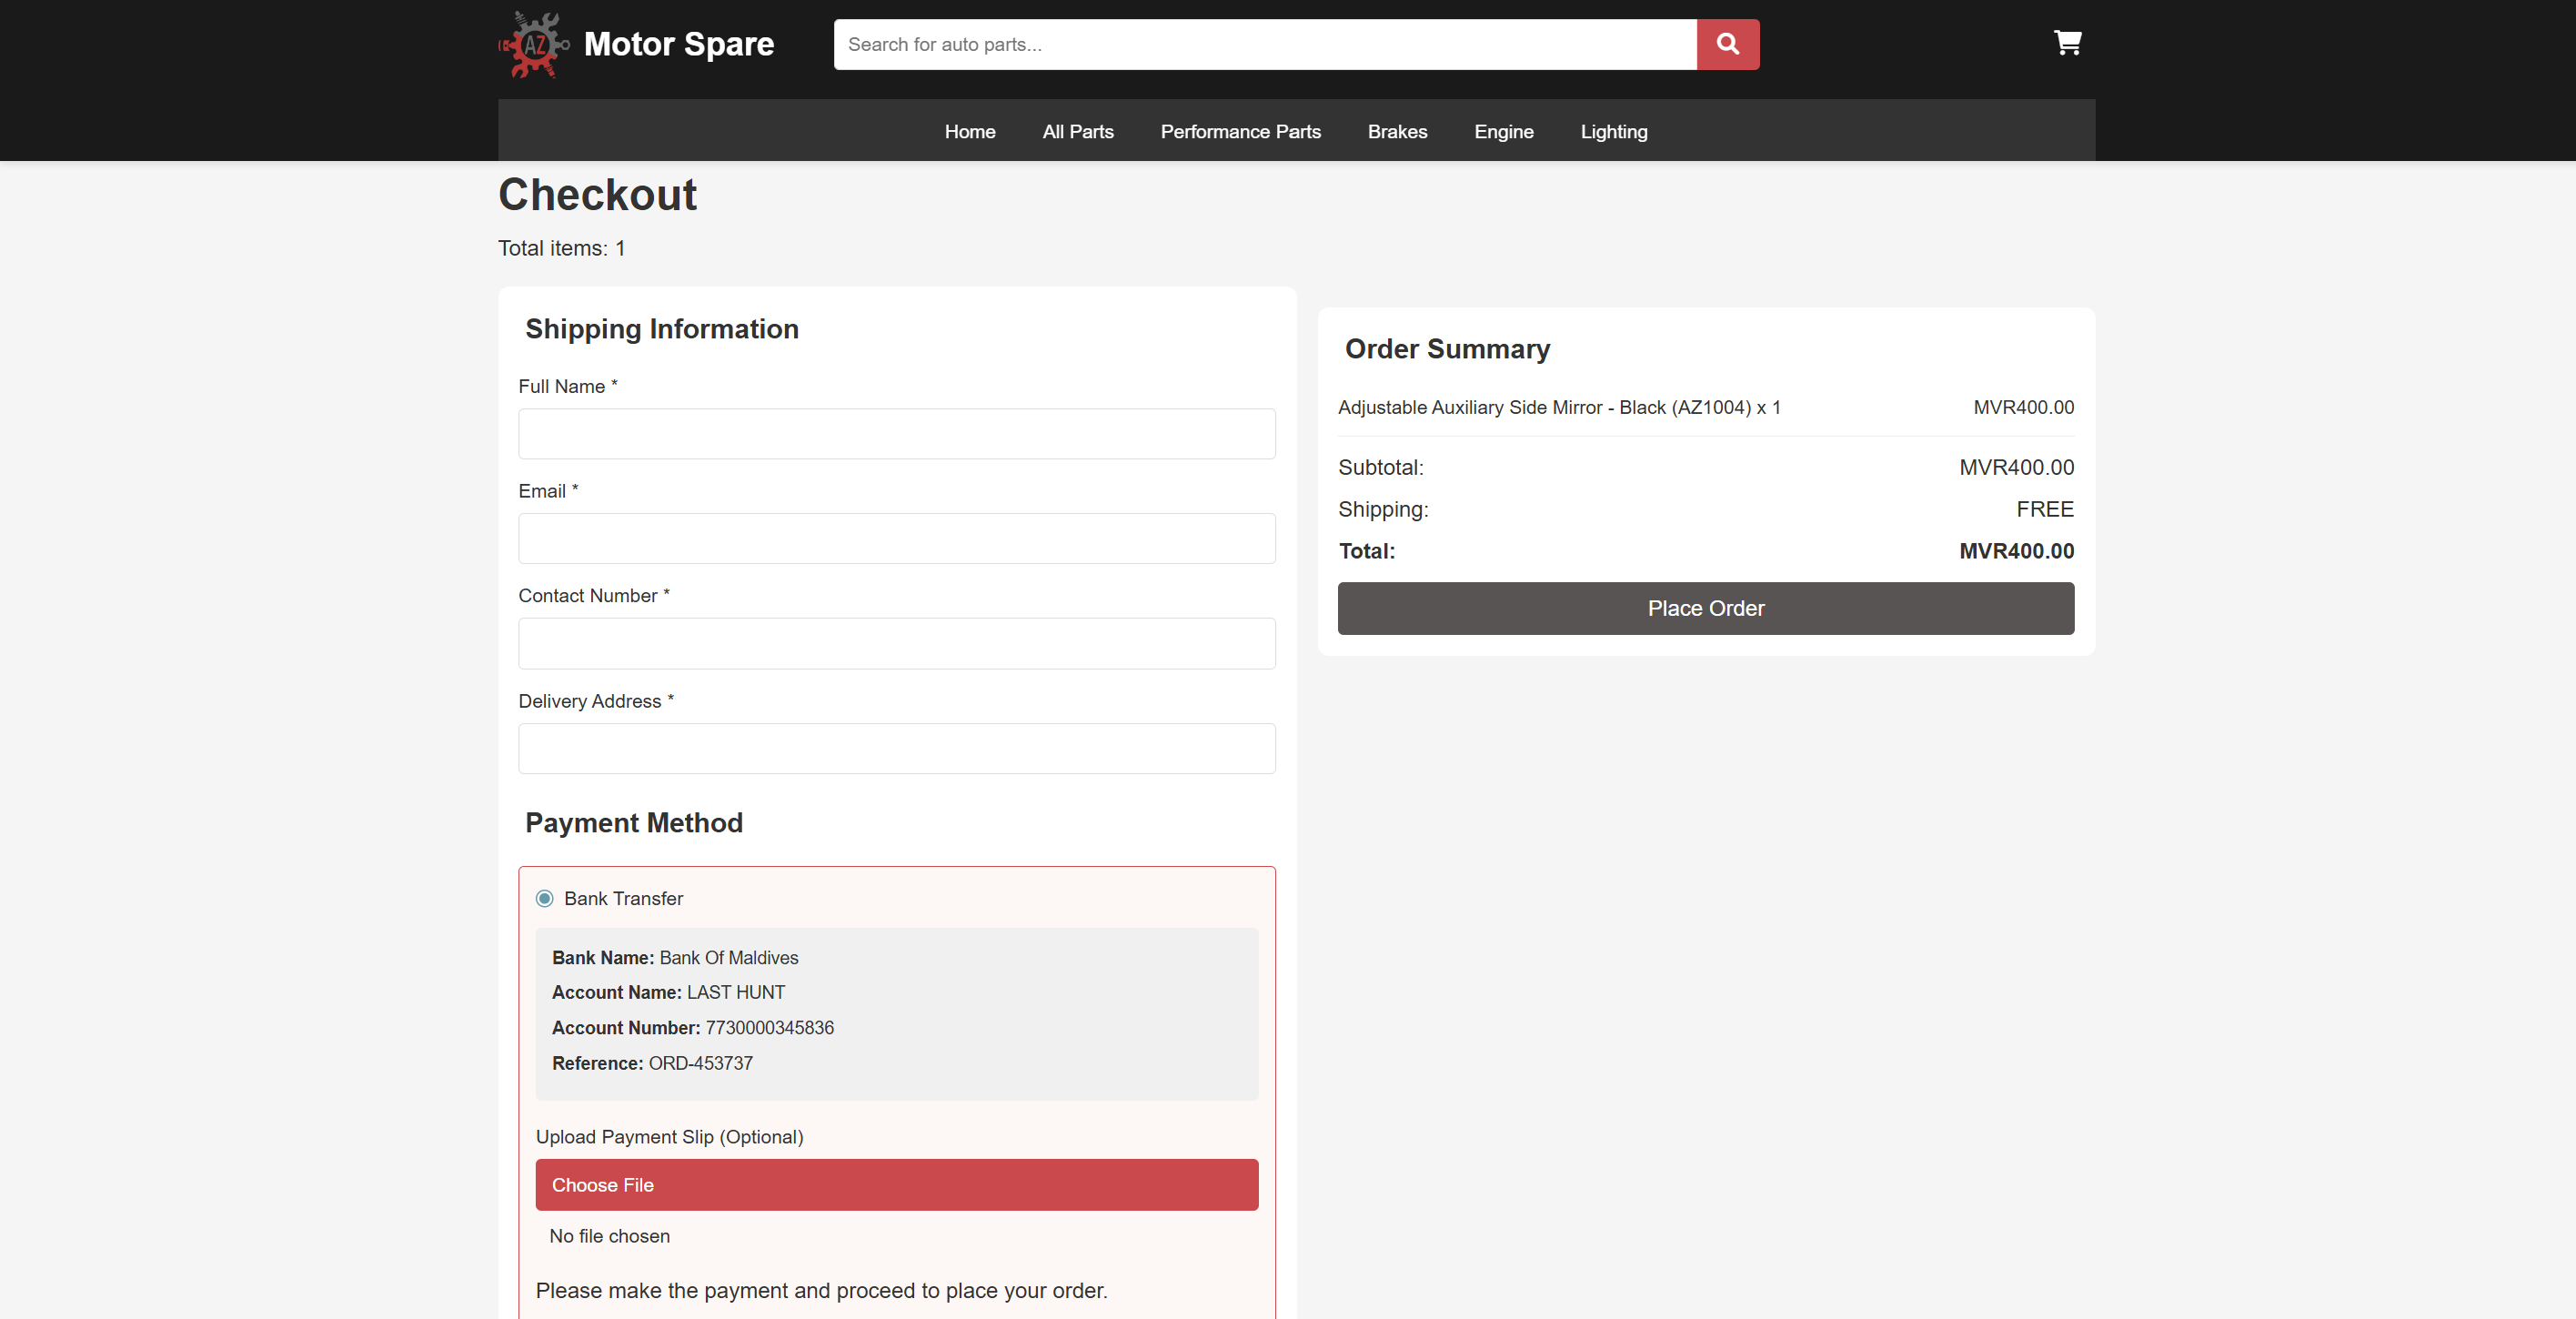 AZ Motor Spare
Search for auto parts...
Home All Parts Performance Parts Brakes Engine Lighting
Checkout
Total items: 1
Shipping Information
Full Name *
Email *
Contact Number *
Delivery Address *
Payment Method
Bank Transfer
Bank Name: Bank Of Maldives
Account Name: LAST HUNT
Account Number: 7730000345836
Reference: ORD-453737
Upload Payment Slip (Optional)
Choose File
No file chosen
Please make the payment and proceed to place your order.
Order Summary
Adjustable Auxiliary Side Mirror - Black (AZ1004) x 1 MVR400.00
Subtotal: MVR400.00
Shipping: FREE
Total: MVR400.00
Place Order